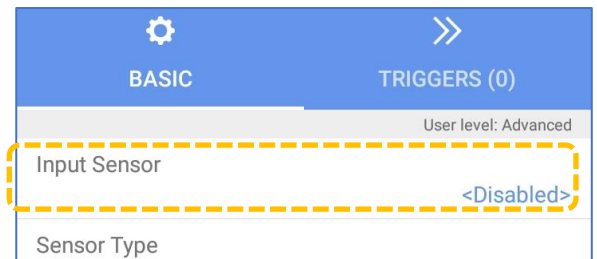 BASIC
TRIGGERS (0)
User level: Advanced
Input Sensor
<Disabled>
Sensor Type